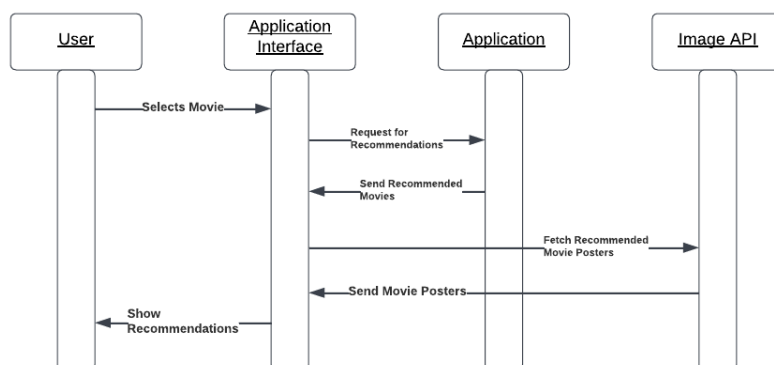 User
Application
Interface
Application
Image API
Selects Movie
Request for
Recommendations
Send Recommended
Movies
Fetch Recommended
Movie Posters
Send Movie Posters
Show
Recommendations